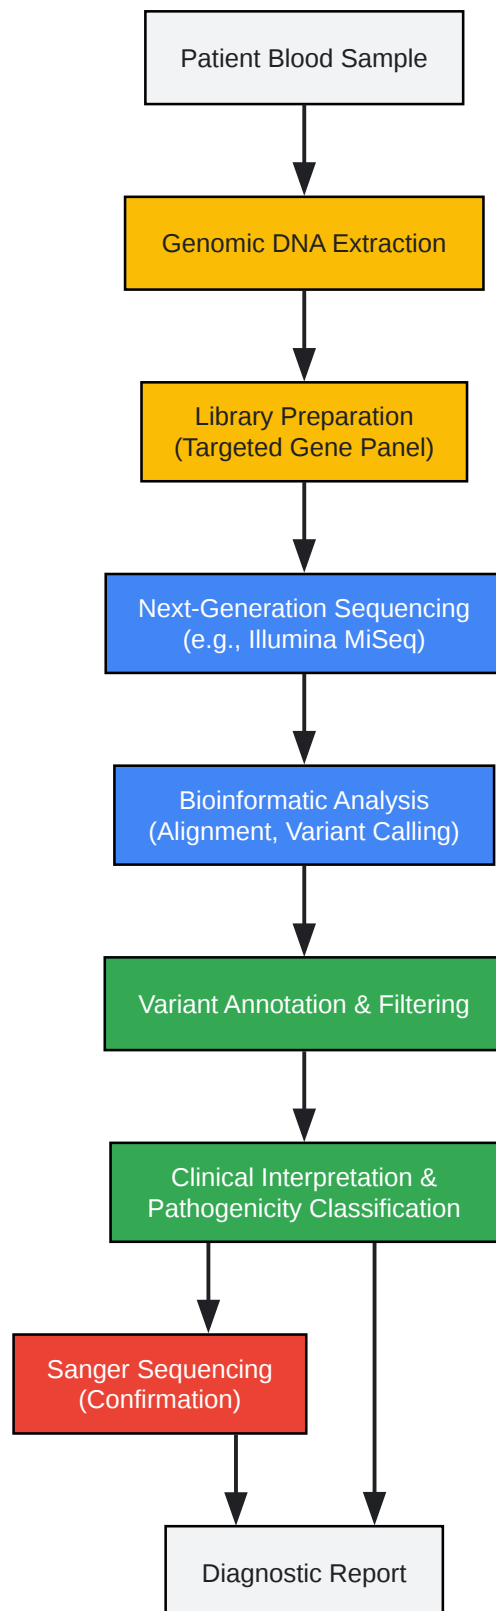 Patient Blood Sample
Genomic DNA Extraction
Library Preparation
(Targeted Gene Panel)
Next-Generation Sequencing
(e.g., Illumina MiSeq)
Bioinformatic Analysis
(Alignment, Variant Calling)
Variant Annotation & Filtering
Clinical Interpretation &
Pathogenicity Classification
Sanger Sequencing
(Confirmation)
Diagnostic Report